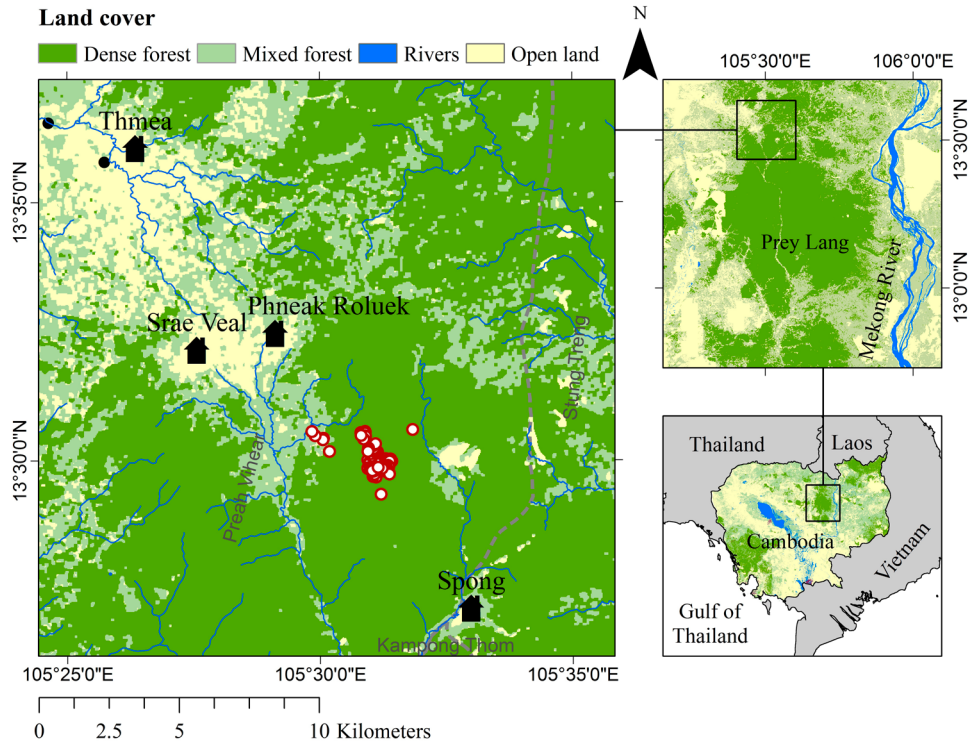 Land cover
Dense forest Mixed forest Rivers Open land
N
105°30'0"E 106°0'0"E
Thmea
13°35'0"N
13°30'0"N
Prey Lang
Mekong River
13°0'0"N
Phneak Roluek
Srae Veal
Stung Treng
Preah Vihear
13°30'0"N
Spong
Kampong Thom
105°25'0"E 105°30'0"E 105°35'0"E
0 2.5 5 10 Kilometers
Thailand Laos
Cambodia
Vietnam
Gulf of
Thailand